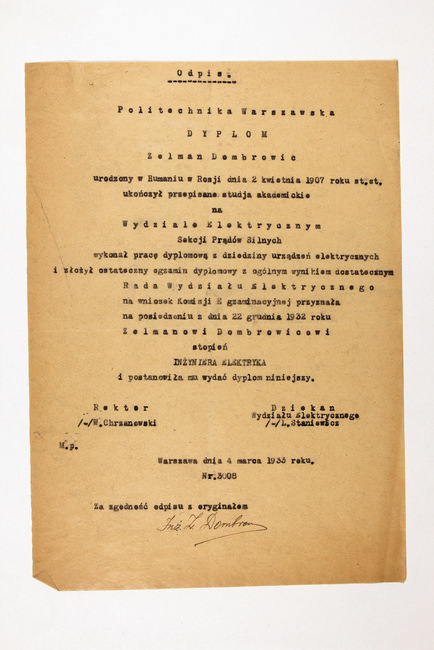 Odpis.
Politechnika Warszawska
DYPLOM
Zelman Dombrowic
urodzony w Humaniu w Rosji dnia 2 kwietnia 1907 roku st.st.
ukończył przepisane studja akademickie
na
Wydziale Elektrycznym
Sekcji Prądów Silnych
wykonał pracę dyplomową z dziedziny urządzeń elektrycznych
i złożył ostateczny egzamin dyplomowy z ogólnym wynikiem dostatecznym
Rada Wydziału Elektrycznego
na wniosek Komisji E gzaminacyjnej przyznała
na posiedzeniu z dnia 22 grudnia 1932 roku
Zelmanowi Dombrowicowi
stopień
INŻYNIERA ELEKTRYKA
i postanowiła mu wydać dyplom niniejszy.
Rektor
/-/W.Chrzanowski
Dziekan
Wydziału Elektrycznego
/-/L.Staniewicz
M.p.
Warszawa dnia 4 marca 1933 roku.
Nr.3008
Za zgodność odpisu z oryginałem
Inż. Z.